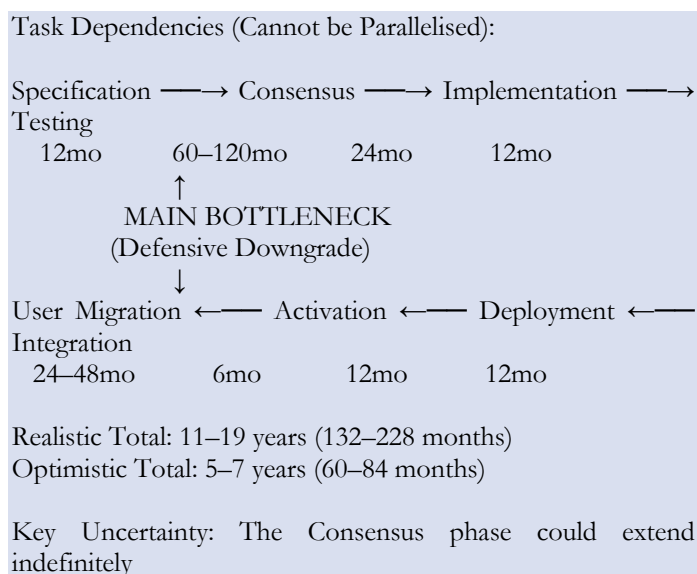 Task Dependencies (Cannot be Parallelised):
Specification ──→ Consensus ──→ Implementation ──→
Testing
12mo 60–120mo 24mo 12mo
↑
MAIN BOTTLENECK
(Defensive Downgrade)
↓
User Migration ←── Activation ←── Deployment ←──
Integration
24–48mo 6mo 12mo 12mo
Realistic Total: 11–19 years (132–228 months)
Optimistic Total: 5–7 years (60–84 months)
Key Uncertainty: The Consensus phase could extend
indefinitely